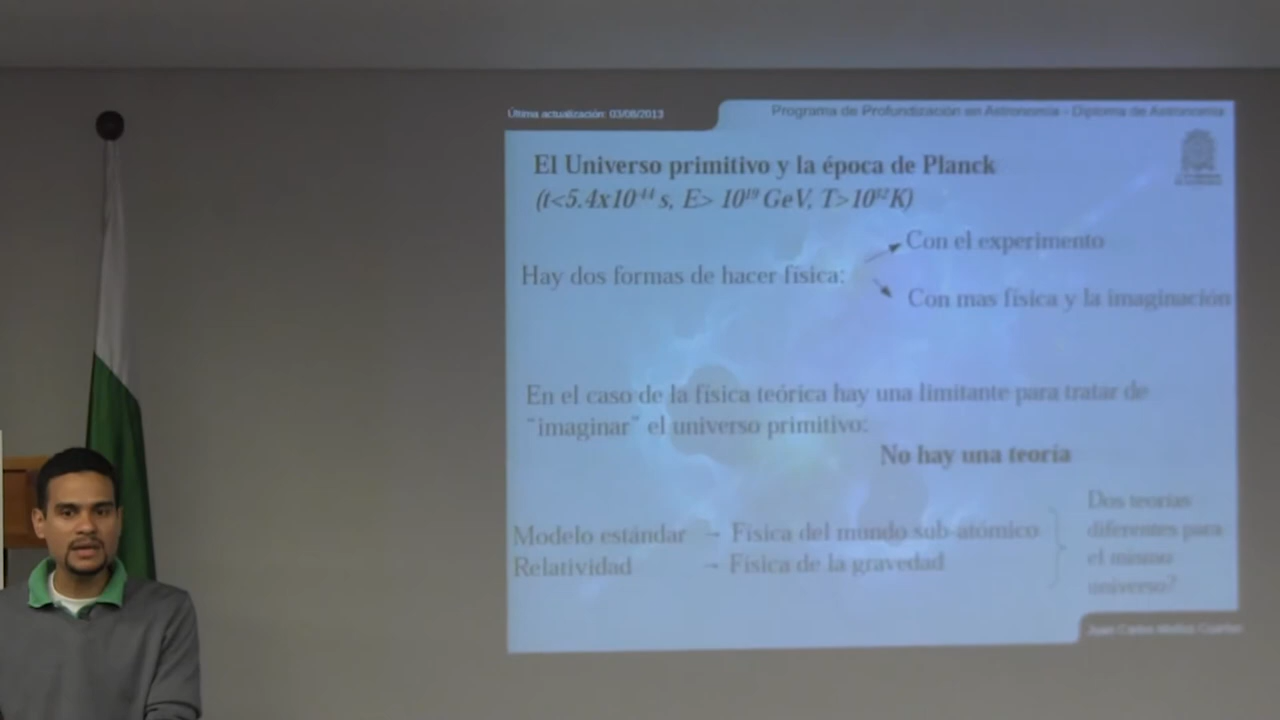 Última actualización: 03/08/2013
Programa de Profundización en Astronomía - Diploma de Astronomía
El Universo primitivo y la época de Planck
(t<5.4x10⁻⁴⁴ s, E> 10¹⁹ GeV, T>10³²K)
Con el experimento
Hay dos formas de hacer física:
Con mas física y la imaginación
En el caso de la física teórica hay una limitante para tratar de
"imaginar" el universo primitivo:
No hay una teoría
Modelo estándar → Física del mundo sub-atómico
Relatividad → Física de la gravedad
Dos teorías
diferentes para
el mismo
universo?
Juan Carlos Muñoz